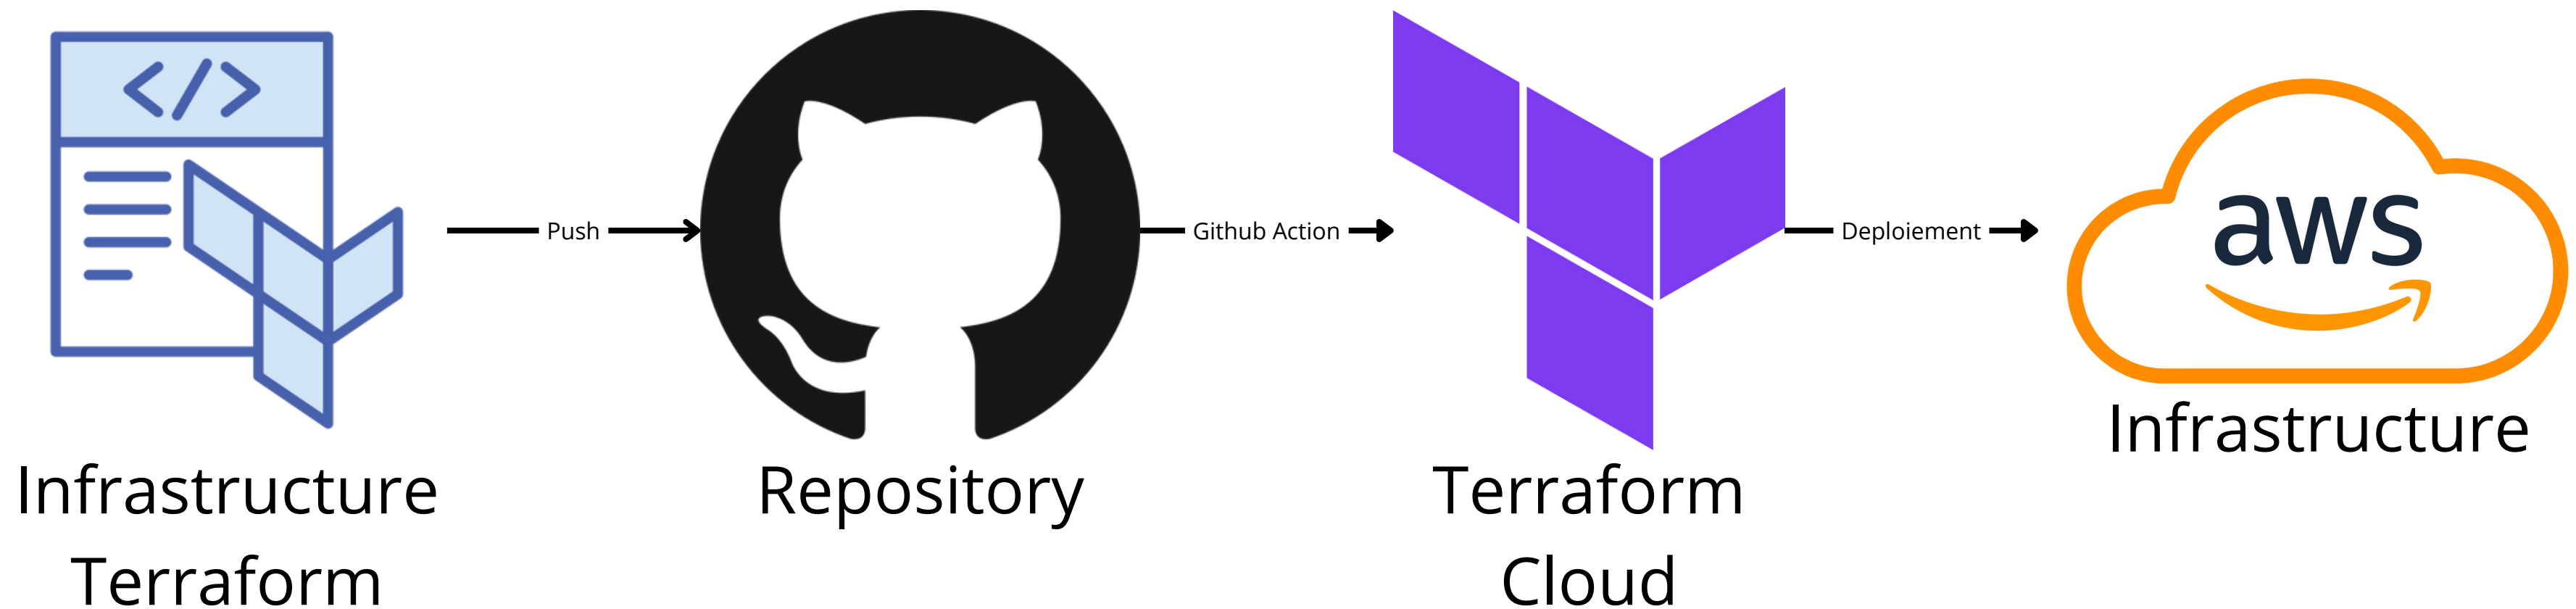 </>
Push
Github Action
Deploiement
aws
Infrastructure
Terraform
Repository
Terraform
Cloud
Infrastructure